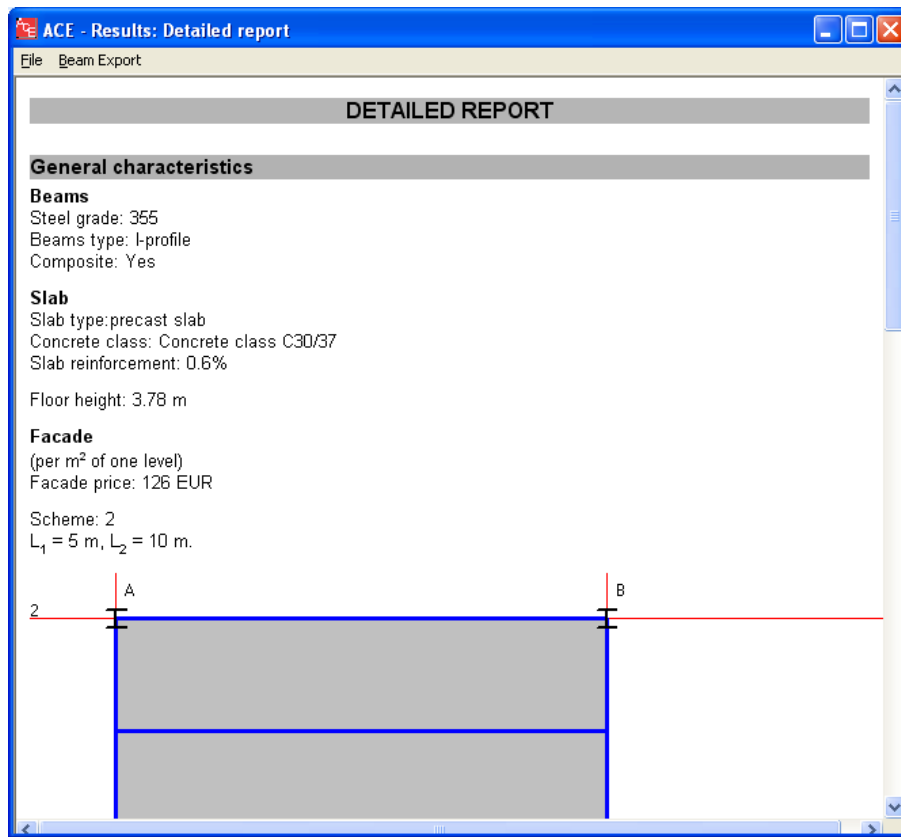 ACE - Results: Detailed report
File Beam Export
DETAILED REPORT
General characteristics
Beams
Steel grade: 355
Beams type: I-profile
Composite: Yes
Slab
Slab type:precast slab
Concrete class: Concrete class C30/37
Slab reinforcement: 0.6%
Floor height: 3.78 m
Facade
(per m² of one level)
Facade price: 126 EUR
Scheme: 2
L₁ = 5 m, L₂ = 10 m.
A B
2